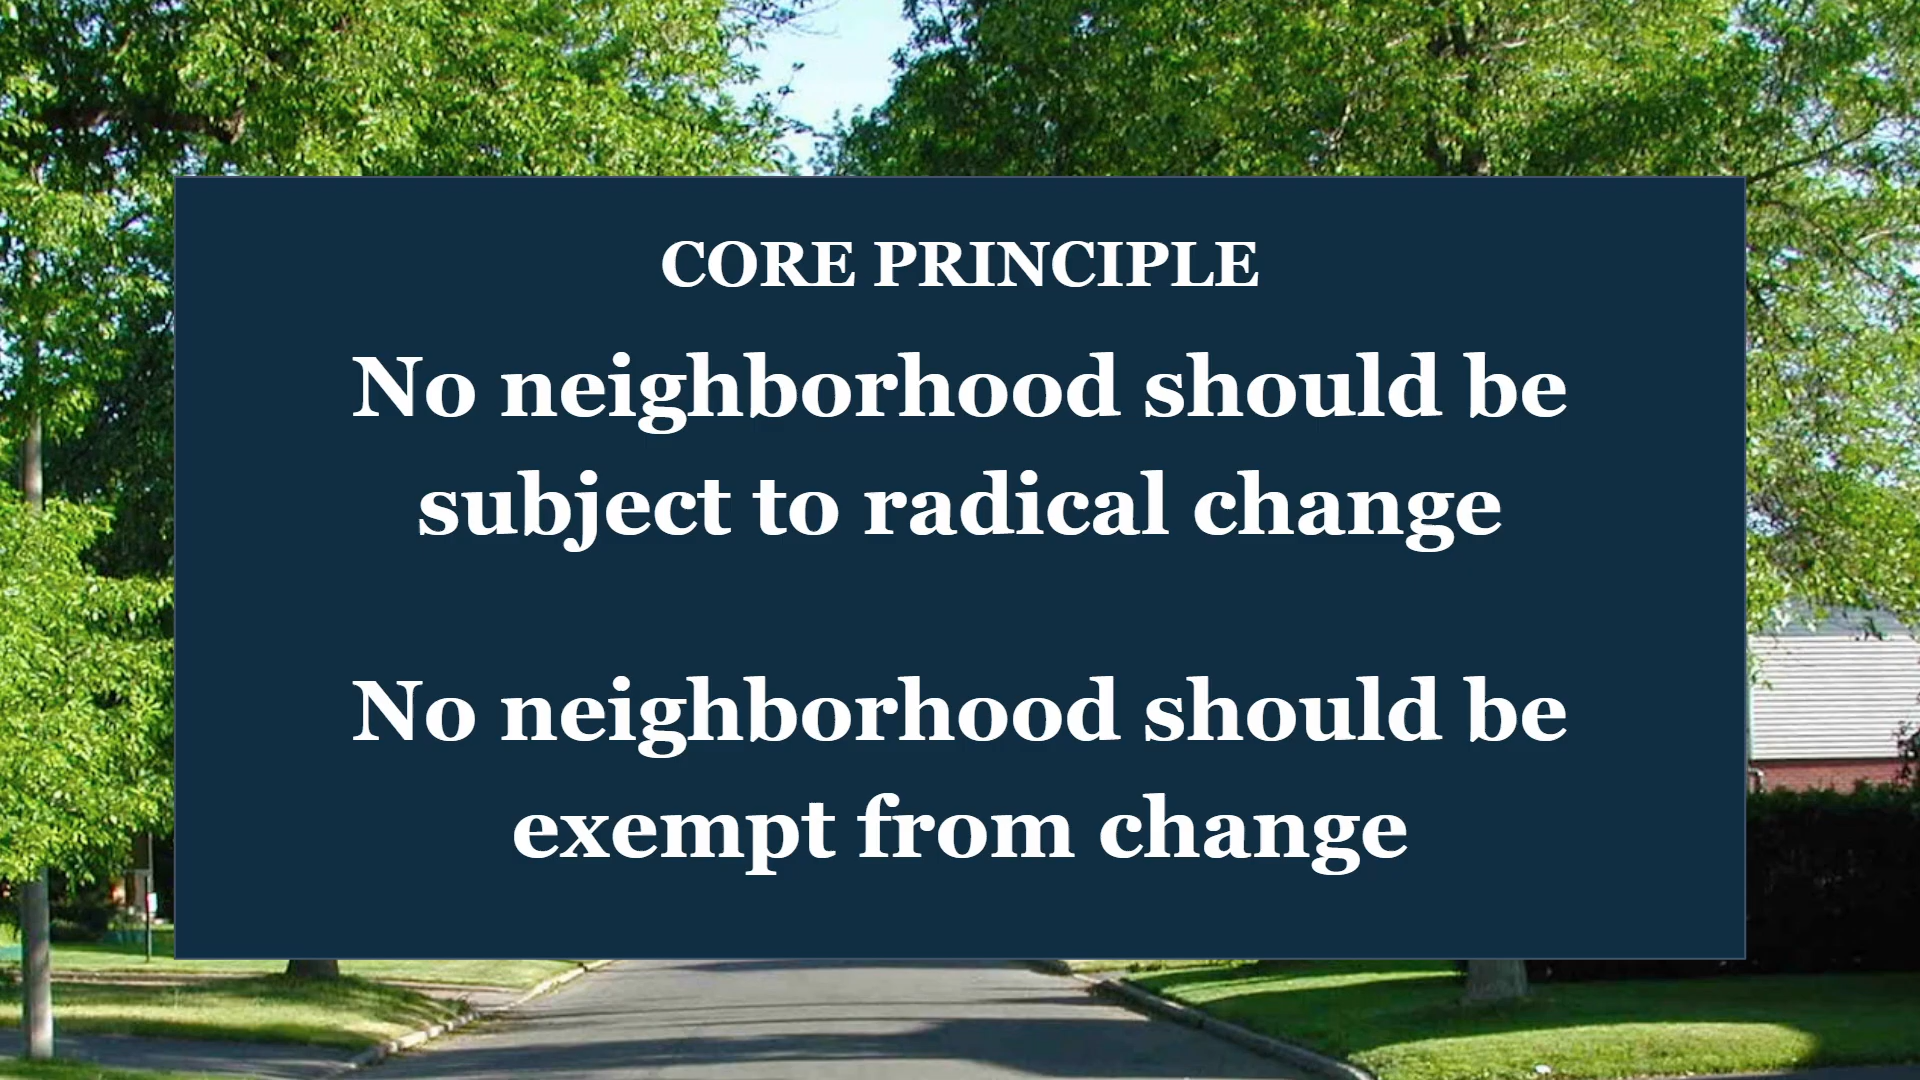 CORE PRINCIPLE
No neighborhood should be
subject to radical change
No neighborhood should be
exempt from change